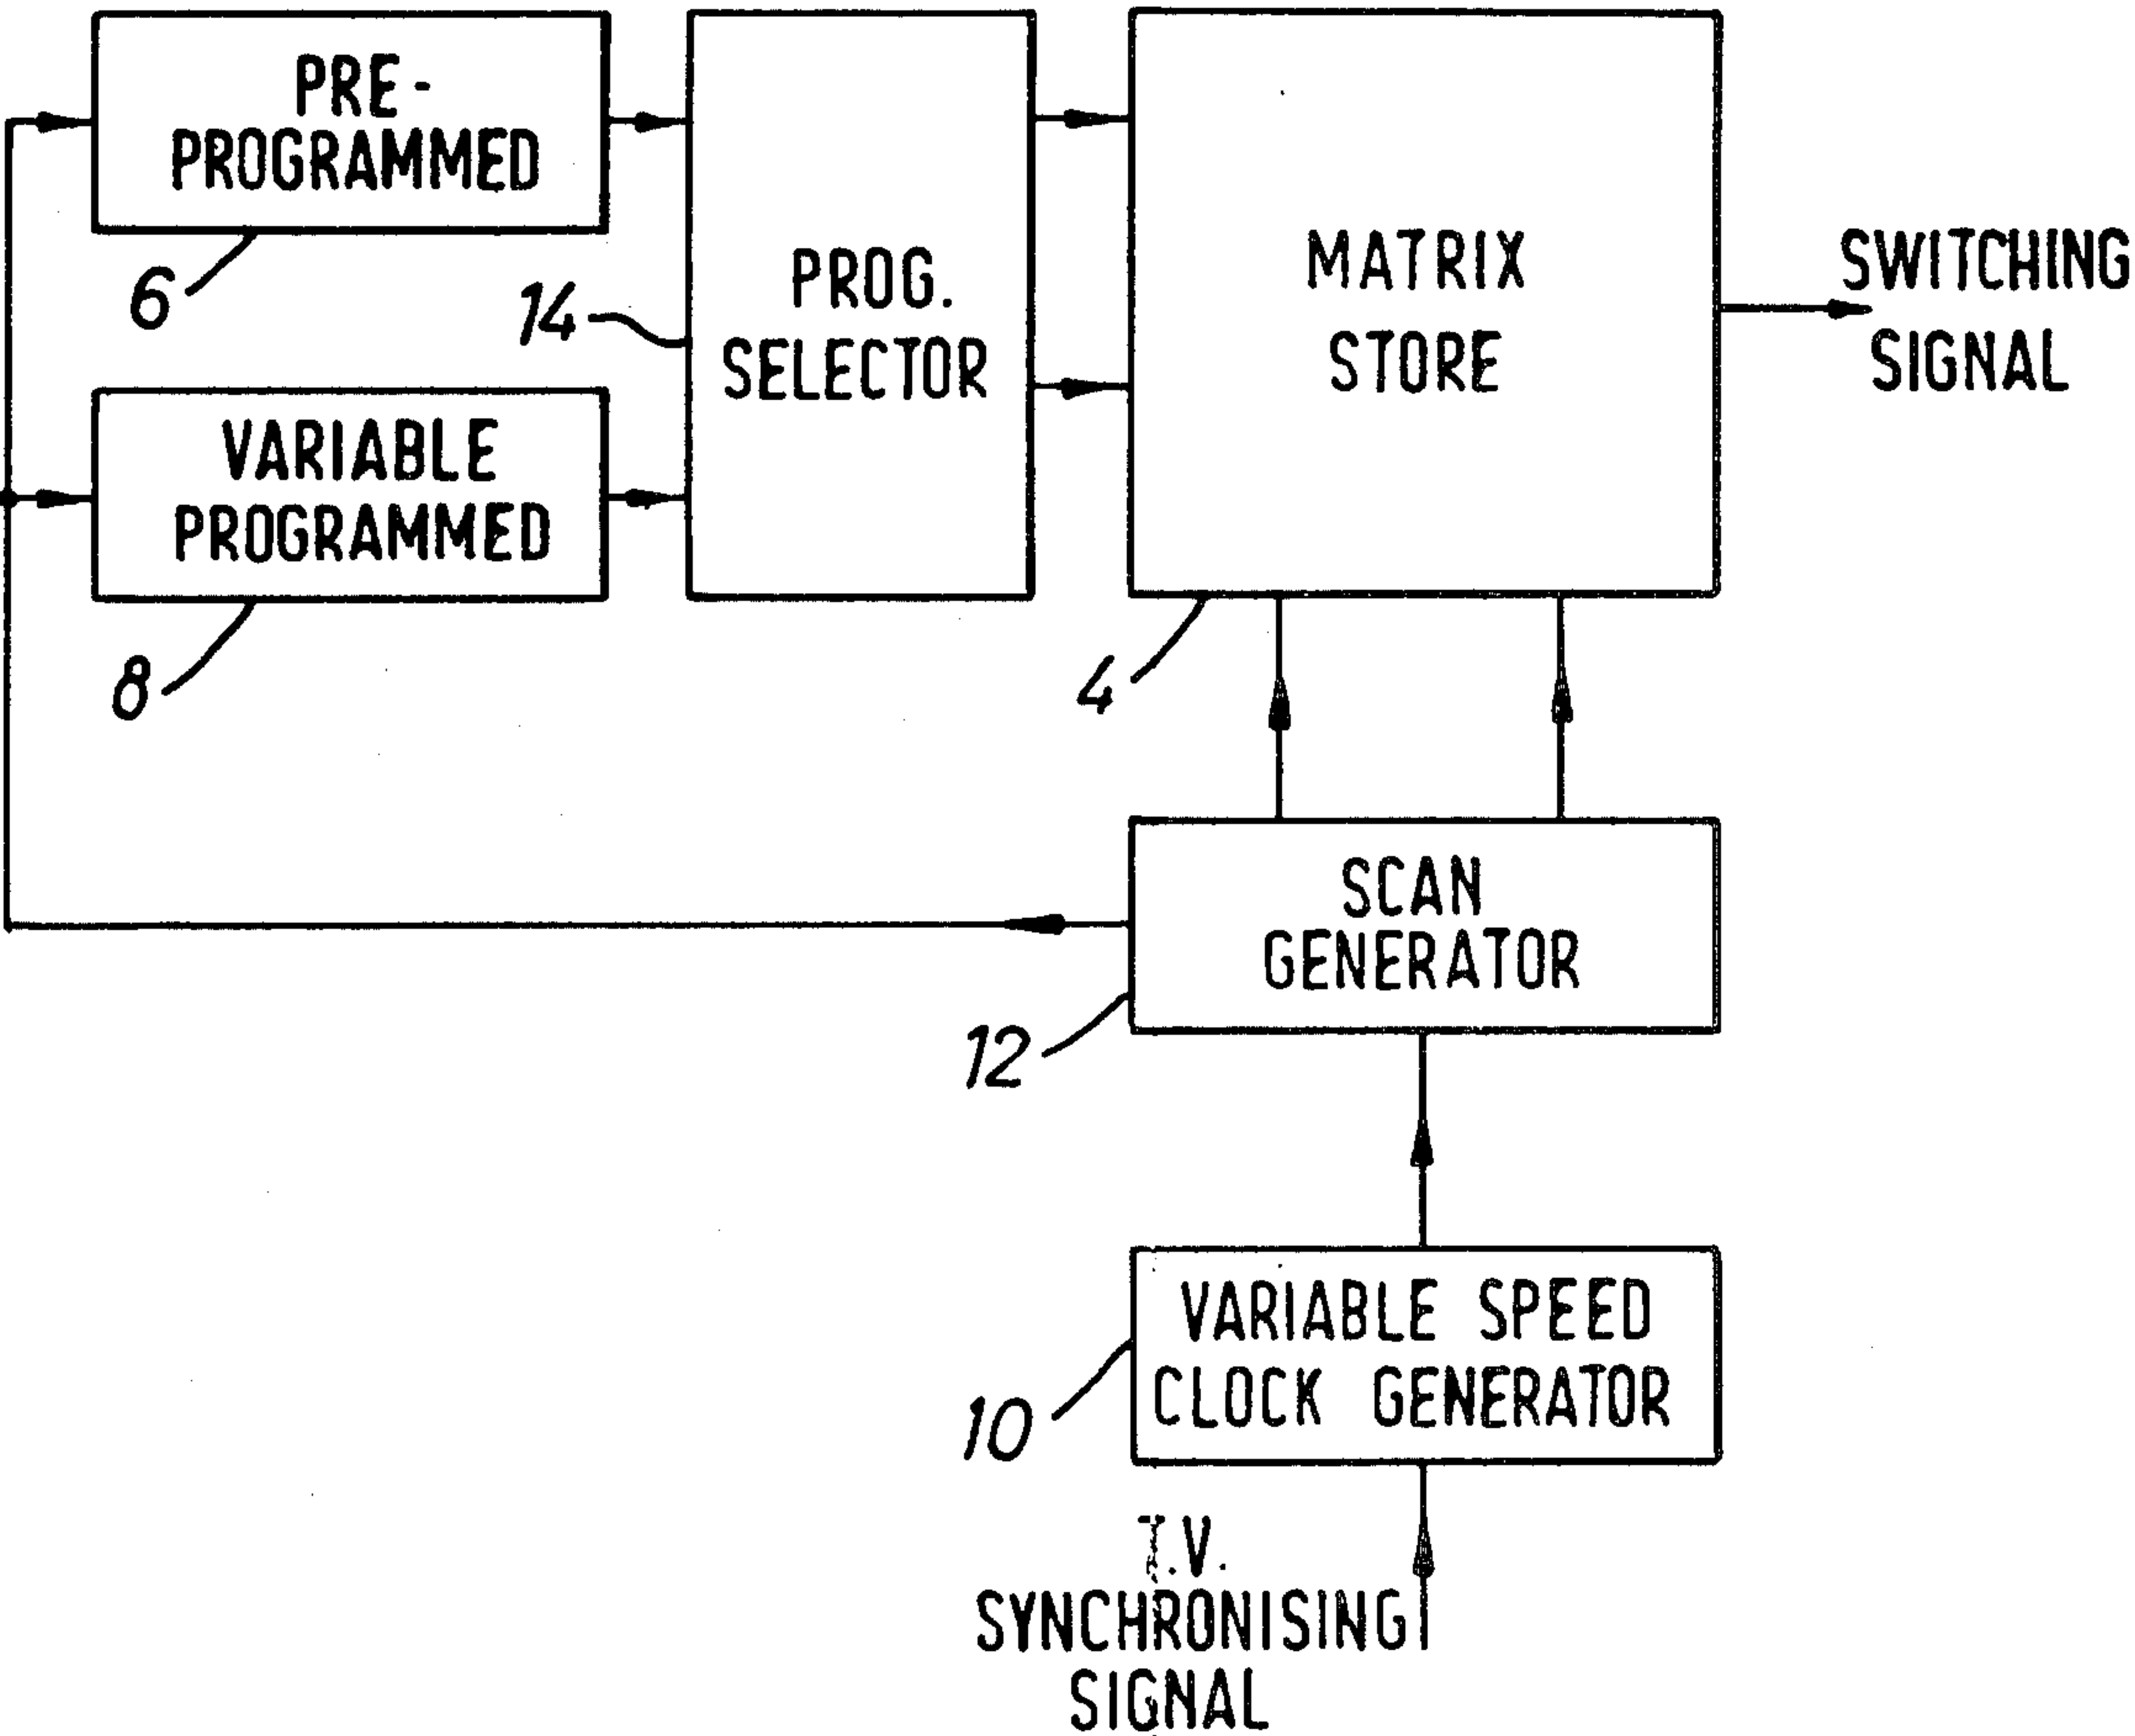 PRE-
PROGRAMMED
6
VARIABLE
PROGRAMMED
8
14
PROG.
SELECTOR
MATRIX
STORE
4
SWITCHING
SIGNAL
SCAN
GENERATOR
12
VARIABLE SPEED
CLOCK GENERATOR
10
T.V.
SYNCHRONISING
SIGNAL